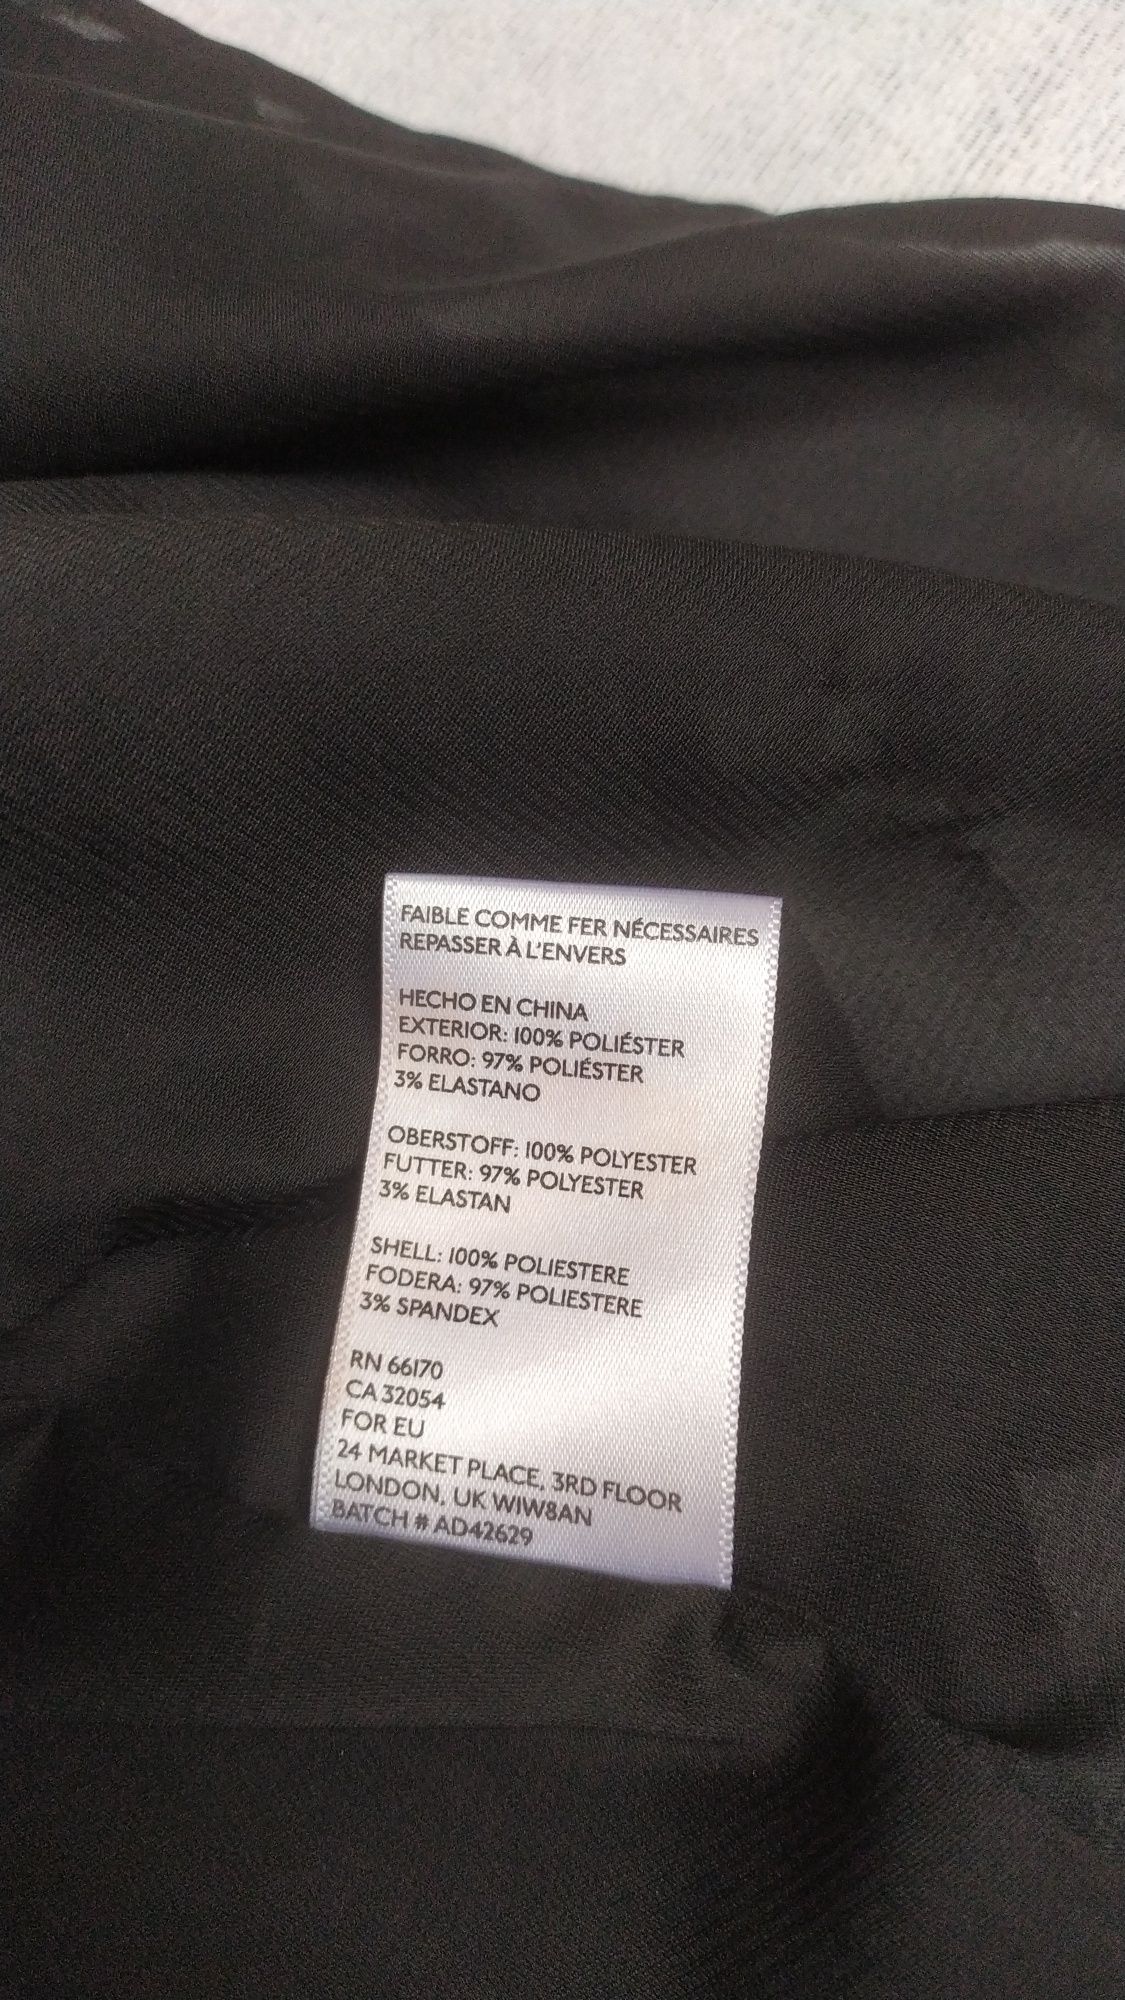 FAIBLE COMME FER NÉCESSAIRES
REPASSER À L'ENVERS
HECHO EN CHINA
EXTERIOR: 100% POLIÉSTER
FORRO: 97% POLIÉSTER
3% ELASTANO
OBERSTOFF: 100% POLYESTER
FUTTER: 97% POLYESTER
3% ELASTAN
SHELL: 100% POLIESTERE
FODERA: 97% POLIESTERE
3% SPANDEX
RN 66170
CA 32054
FOR EU
24 MARKET PLACE, 3RD FLOOR
LONDON, UK W1W8AN
BATCH # AD42629